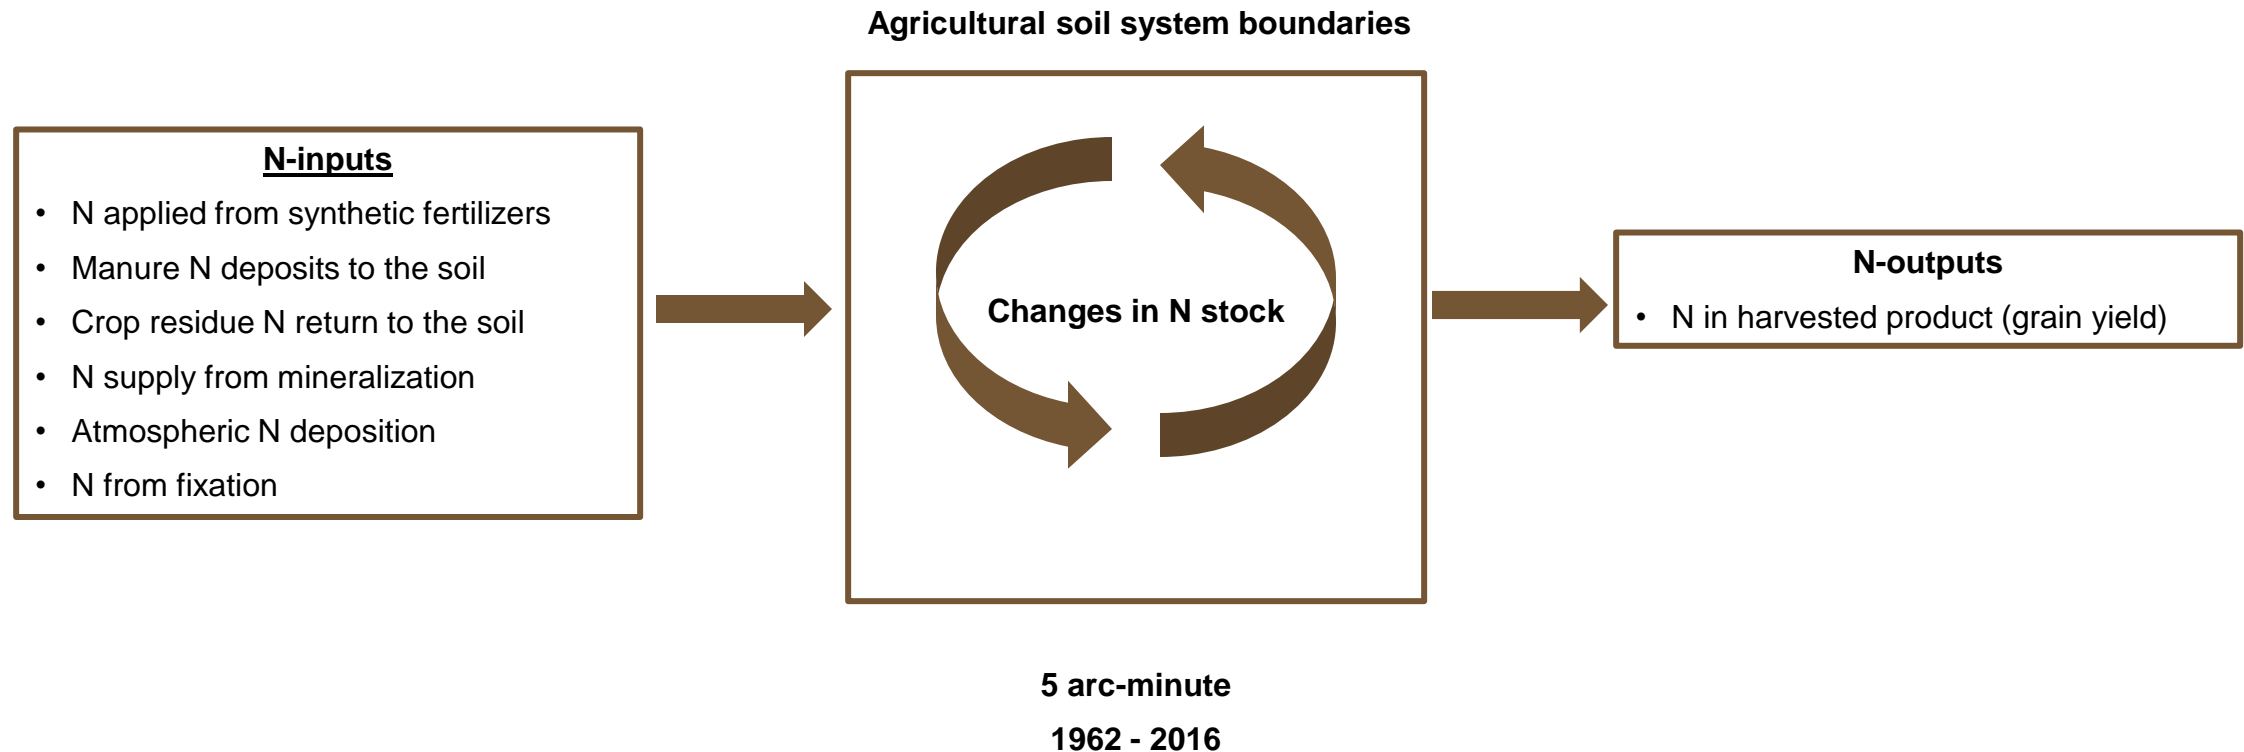 Agricultural soil system boundaries
N-inputs
• N applied from synthetic fertilizers
• Manure N deposits to the soil
• Crop residue N return to the soil
• N supply from mineralization
• Atmospheric N deposition
• N from fixation
Changes in N stock
N-outputs
• N in harvested product (grain yield)
5 arc-minute
1962 - 2016